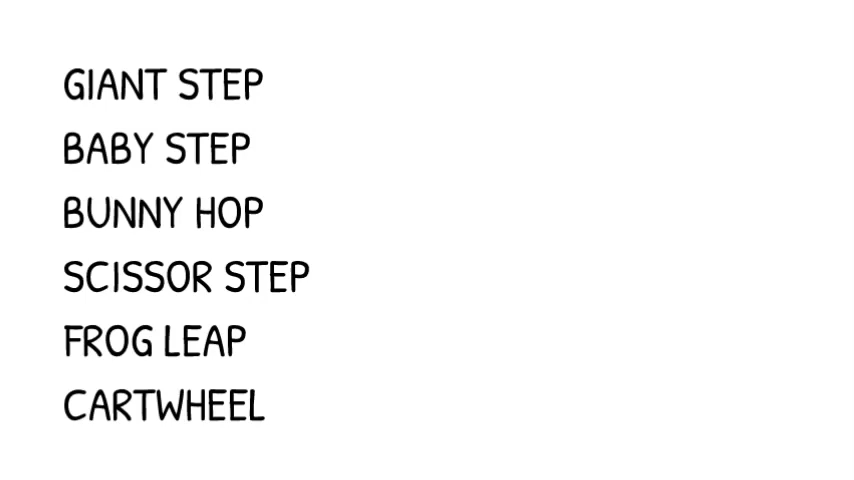 GIANT STEP
BABY STEP
BUNNY HOP
SCISSOR STEP
FROG LEAP
CARTWHEEL